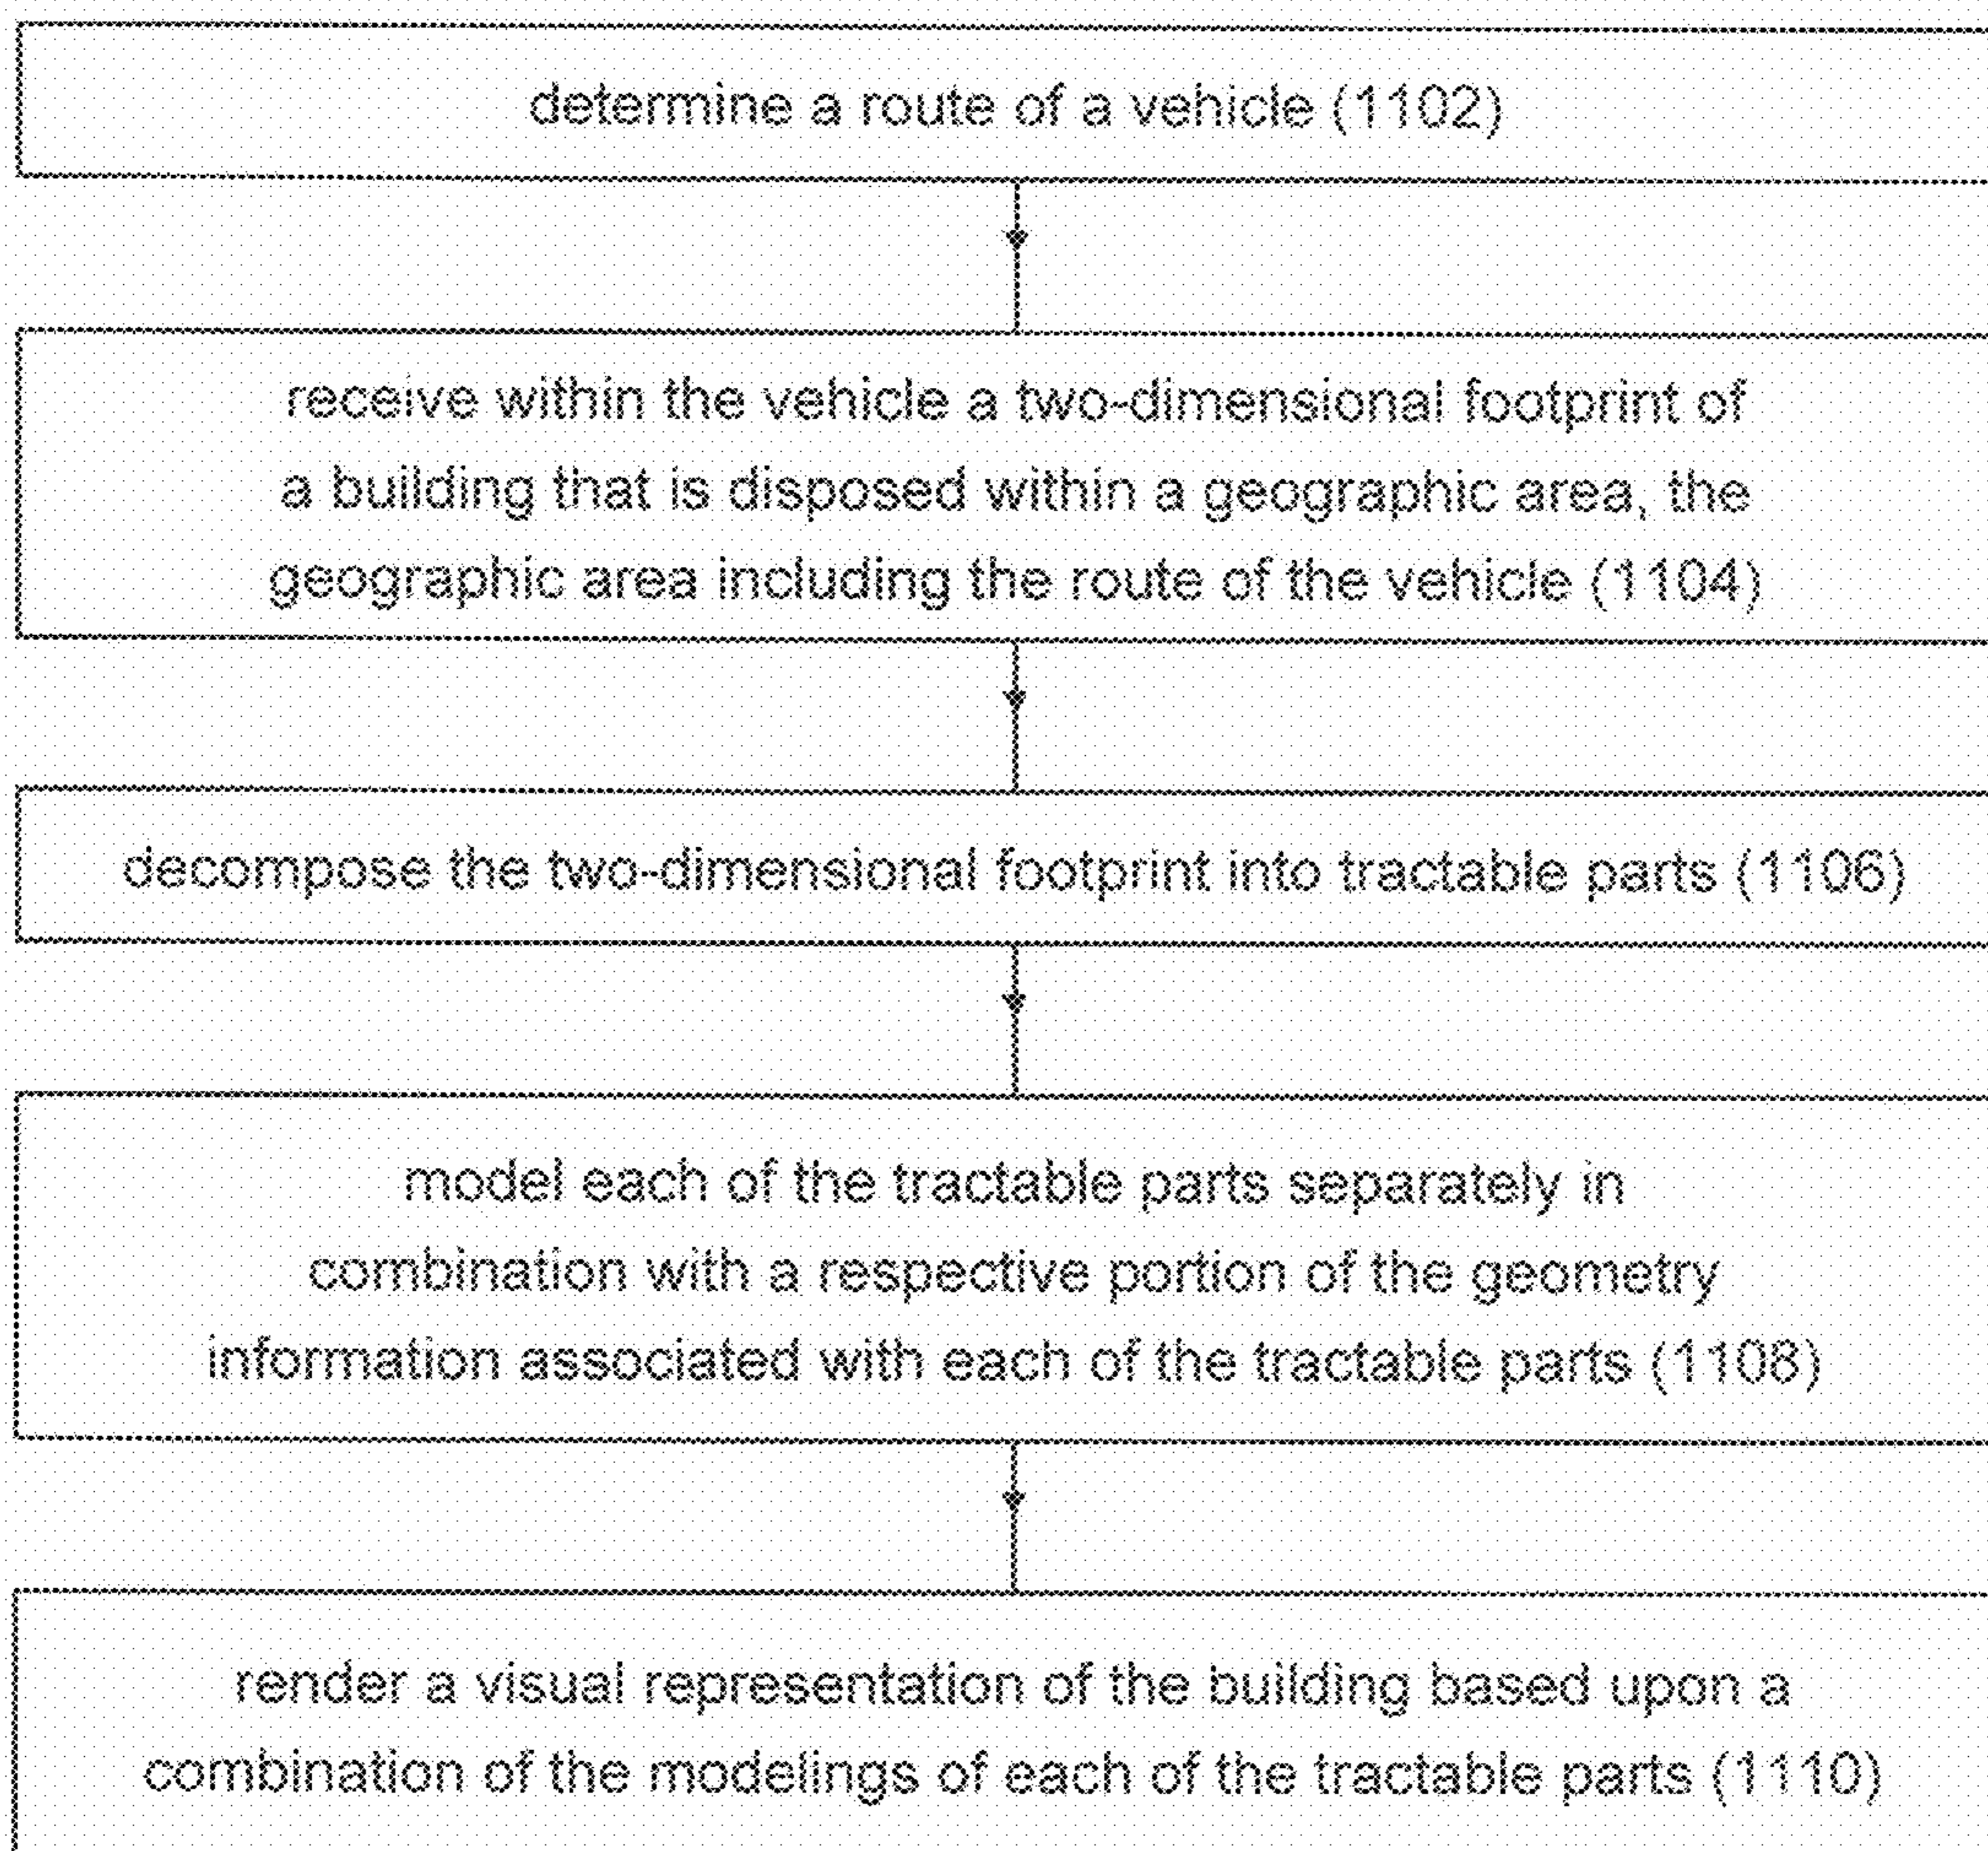 determine a route of a vehicle (1102)
receive within the vehicle a two-dimensional footprint of
a building that is disposed within a geographic area, the
geographic area including the route of the vehicle (1104)
decompose the two-dimensional footprint into tractable parts (1106)
model each of the tractable parts separately in
combination with a respective portion of the geometry
information associated with each of the tractable parts (1108)
render a visual representation of the building based upon a
combination of the modelings of each of the tractable parts (1110)